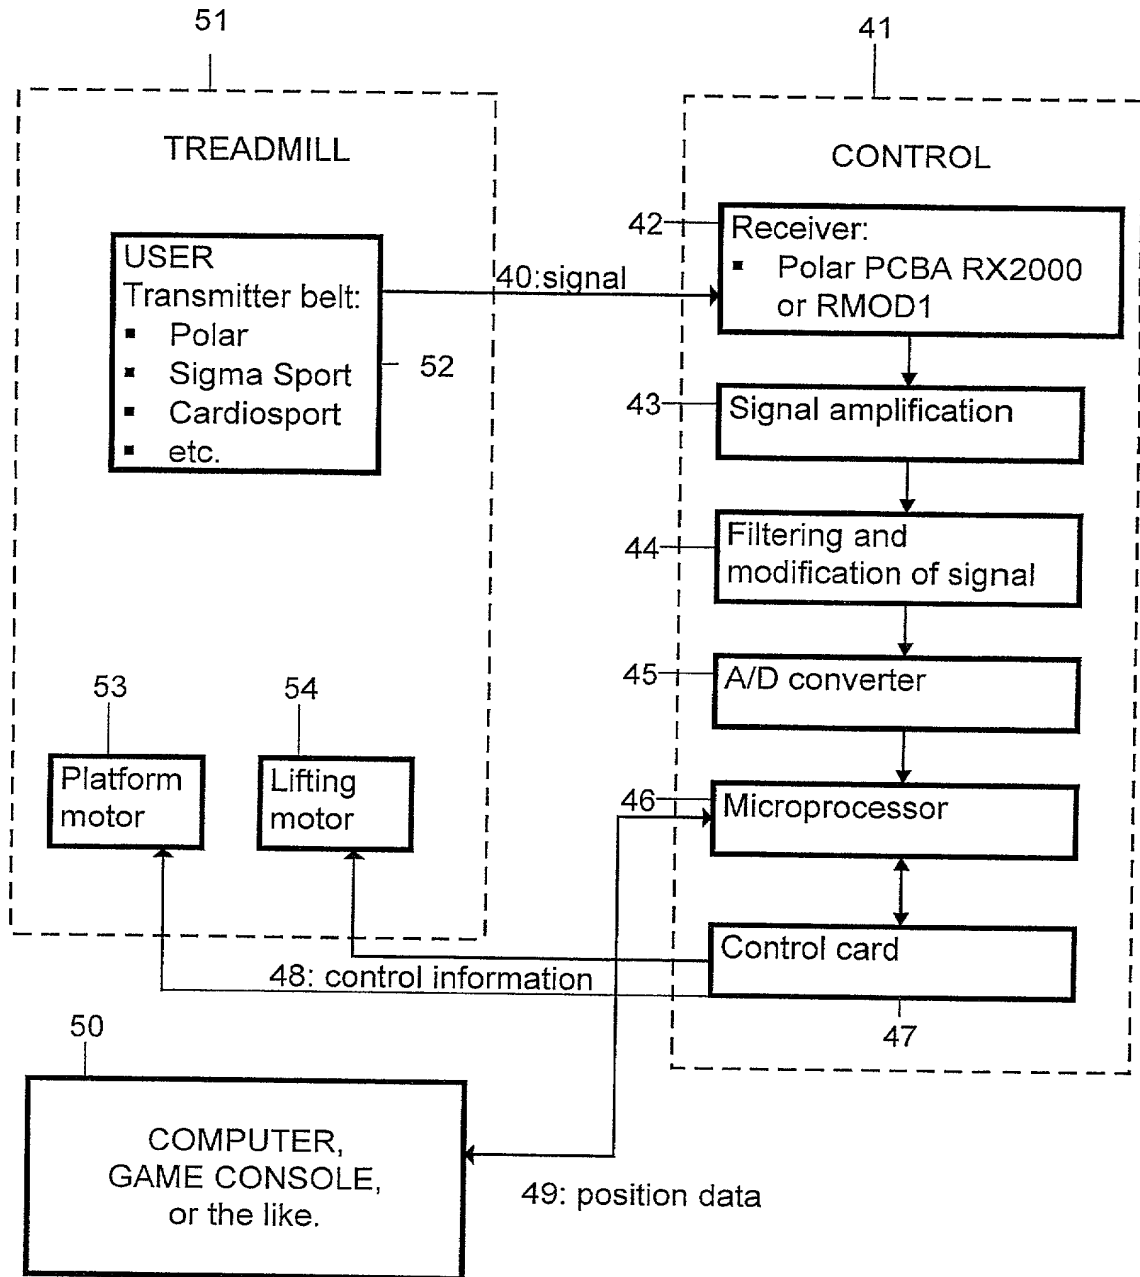 51
41
TREADMILL
CONTROL
USER
Transmitter belt:
▪ Polar
▪ Sigma Sport
▪ Cardiosport
▪ etc.
52
40:signal
42
Receiver:
▪ Polar PCBA RX2000
or RMOD1
43
Signal amplification
44
Filtering and
modification of signal
45
A/D converter
53
54
Platform
motor
Lifting
motor
46
Microprocessor
Control card
47
48: control information
50
COMPUTER,
GAME CONSOLE,
or the like.
49: position data